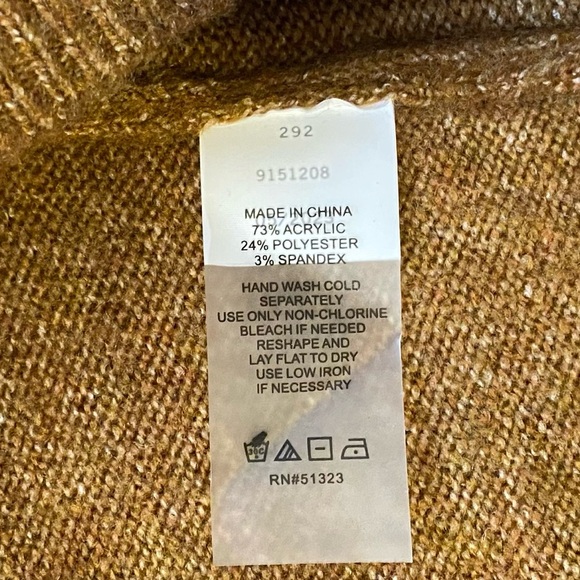 292
9151208
MADE IN CHINA
73% ACRYLIC
24% POLYESTER
3% SPANDEX
HAND WASH COLD
SEPARATELY
USE ONLY NON-CHLORINE
BLEACH IF NEEDED
RESHAPE AND
LAY FLAT TO DRY
USE LOW IRON
IF NECESSARY
RN#51323